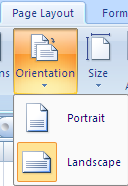 Page Layout Form
ns Orientation Size
Portrait
Landscape